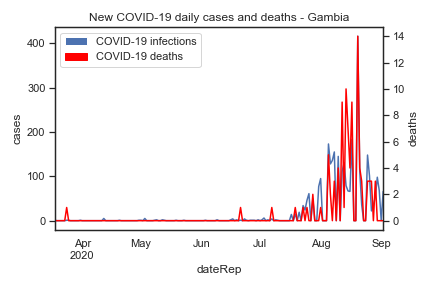 New COVID-19 daily cases and deaths - Gambia
COVID-19 infections
COVID-19 deaths
400
300
200
100
0
cases
14
12
10
8
6
4
2
0
deaths
Apr
2020
May
Jun
Jul
Aug
Sep
dateRep